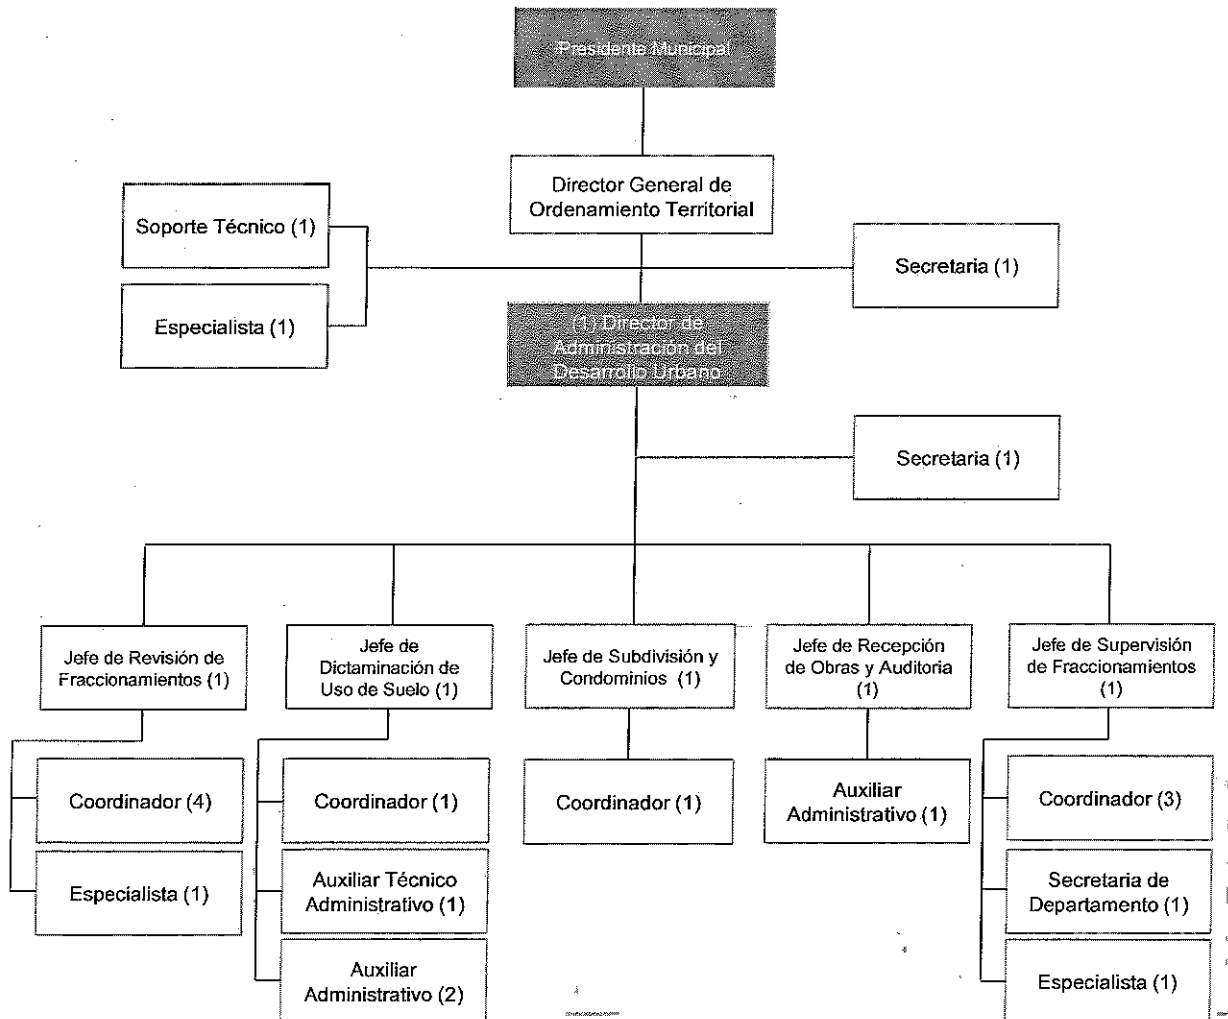 Presidente Municipal
Director General de
Ordenamiento Territorial
Soporte Técnico (1)
Secretaria (1)
Especialista (1)
(1) Director de
Administración del
Desarrollo Urbano
Secretaria (1)
Jefe de Revisión de
Fraccionamientos (1)
Jefe de
Dictaminación de
Uso de Suelo (1)
Jefe de Subdivisión y
Condominios (1)
Jefe de Recepción
de Obras y Auditoria
(1)
Jefe de Supervisión
de Fraccionamientos
(1)
Coordinador (4)
Especialista (1)
Coordinador (1)
Auxiliar Técnico
Administrativo (1)
Auxiliar
Administrativo (2)
Coordinador (1)
Auxiliar
Administrativo (1)
Coordinador (3)
Secretaria de
Departamento (1)
Especialista (1)